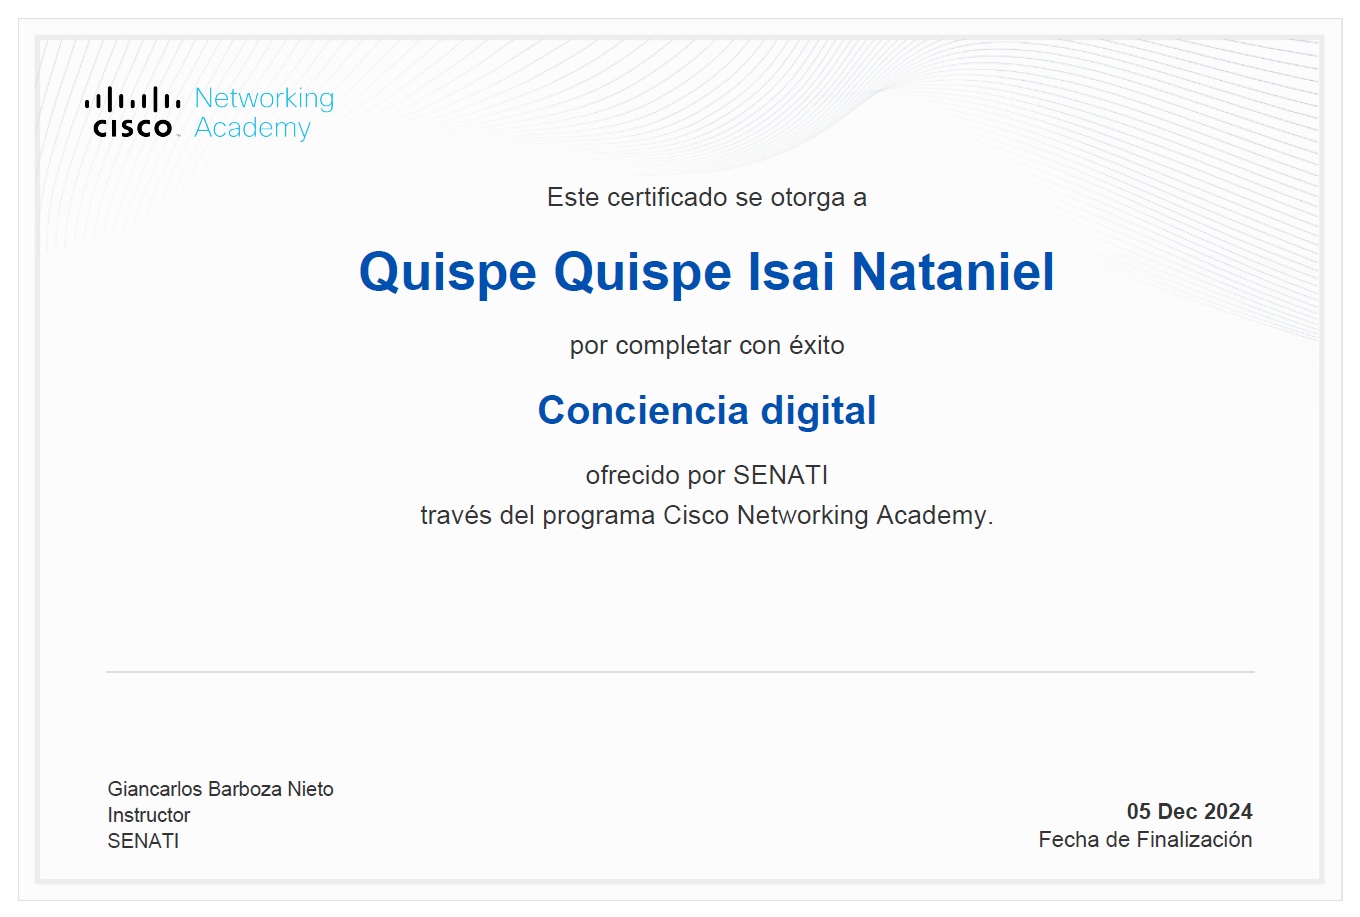 CISCO
Networking
Academy
Este certificado se otorga a
Quispe Quispe Isai Nataniel
por completar con éxito
Conciencia digital
ofrecido por SENATI
través del programa Cisco Networking Academy.
Giancarlos Barboza Nieto
Instructor
SENATI
05 Dec 2024
Fecha de Finalización